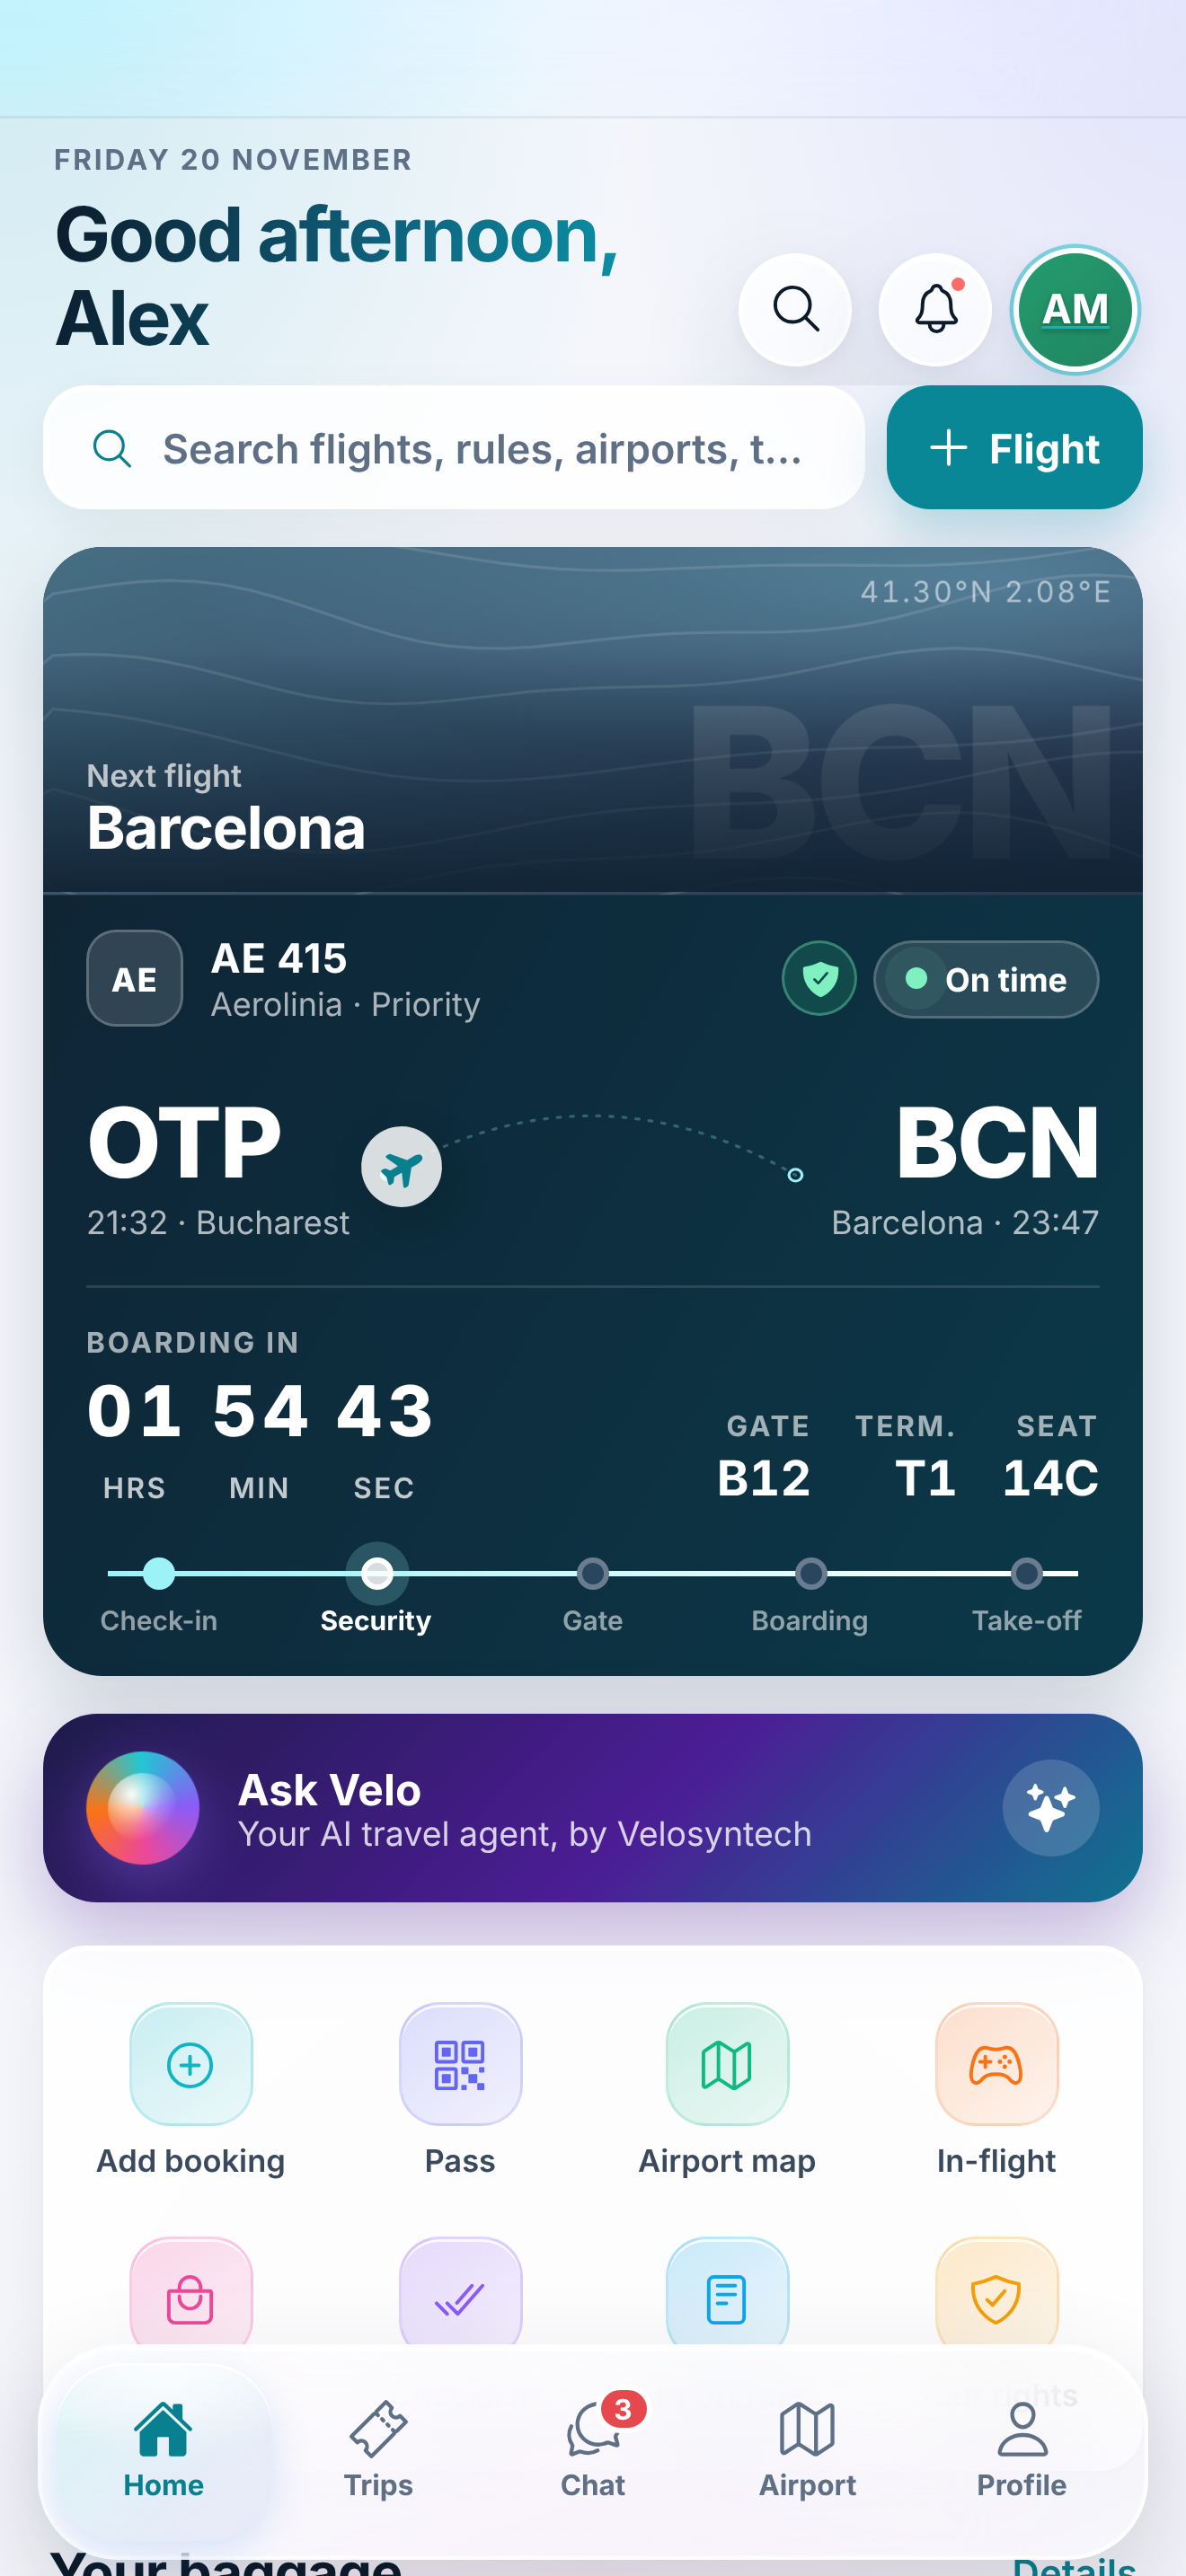 FRIDAY 20 NOVEMBER
Good afternoon,
Alex
AM
Search flights, rules, airports, t...
Flight
41.30°N 2.08°E
BCN
Next flight
Barcelona
AE
AE 415
Aerolinia · Priority
On time
OTP
BCN
21:32 · Bucharest
Barcelona · 23:47
BOARDING IN
01 54 43
HRS MIN SEC
GATE TERM. SEAT
B12 T1 14C
Check-in Security Gate Boarding Take-off
Ask Velo
Your AI travel agent, by Velosyntech
Add booking Pass Airport map In-flight
rights
3
Home Trips Chat Airport Profile
Your baggage
Details